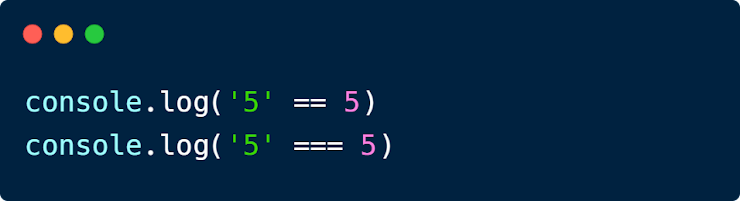 console.log('5' == 5)
console.log('5' === 5)